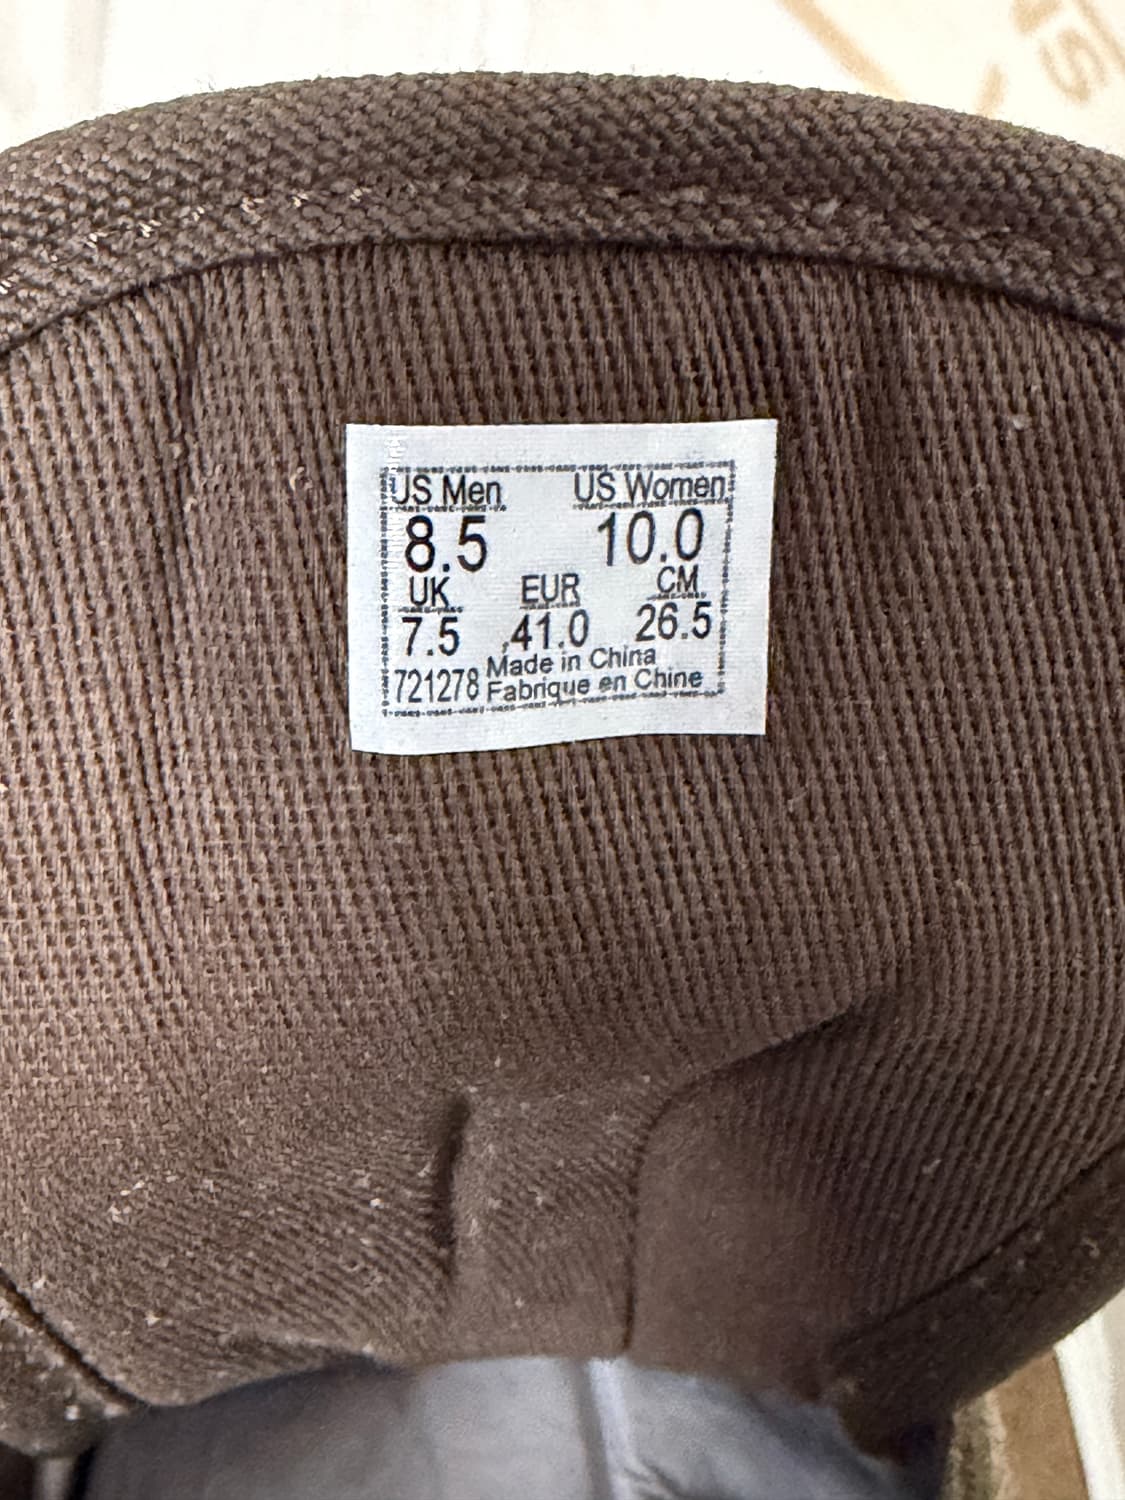 US Men US Women
8.5 10.0
UK EUR CM
7.5 41.0 26.5
721278 Made in China
Fabrique en Chine
NS